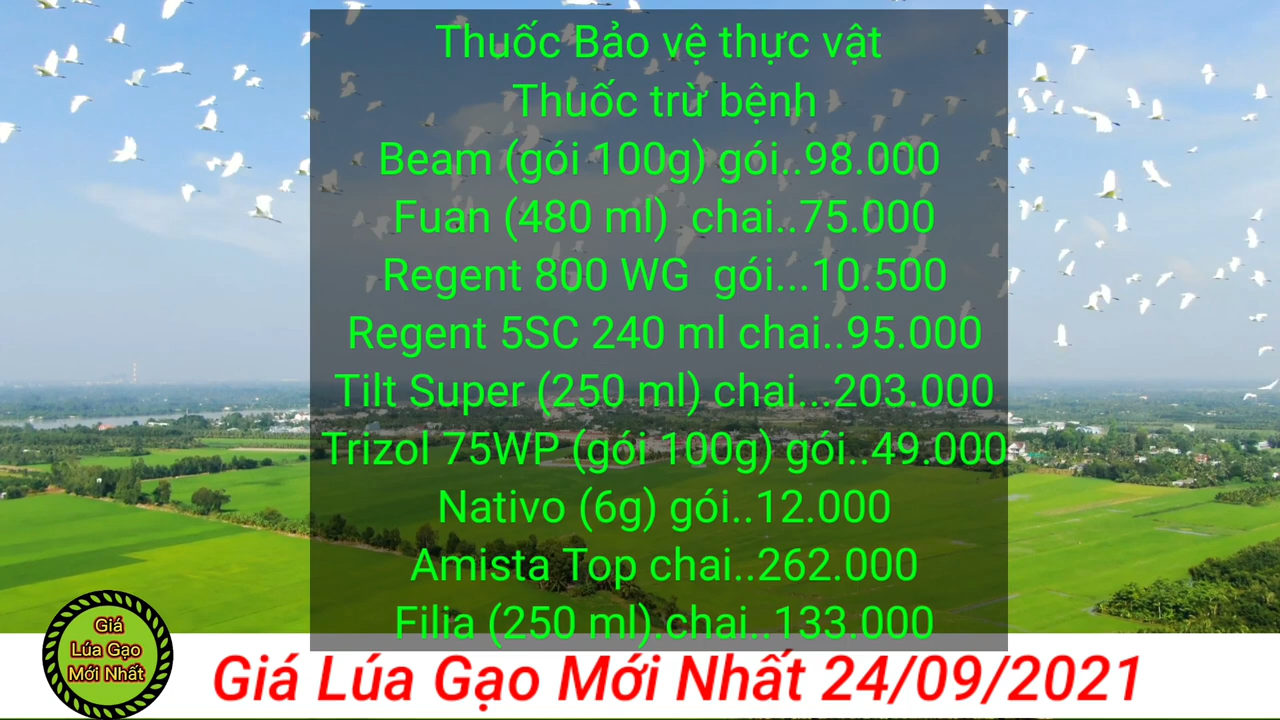 Thuốc Bảo vệ thực vật
Thuốc trừ bệnh
Beam (gói 100g) gói..98.000
Fuan (480 ml)  chai..75.000
Regent 800 WG  gói...10.500
Regent 5SC 240 ml chai..95.000
Tilt Super (250 ml) chai...203.000
Trizol 75WP (gói 100g) gói..49.000
Nativo (6g) gói..12.000
Amista Top chai..262.000
Filia (250 ml).chai..133.000
Giá
Lúa Gạo
Mới Nhất
Giá Lúa Gạo Mới Nhất 24/09/2021